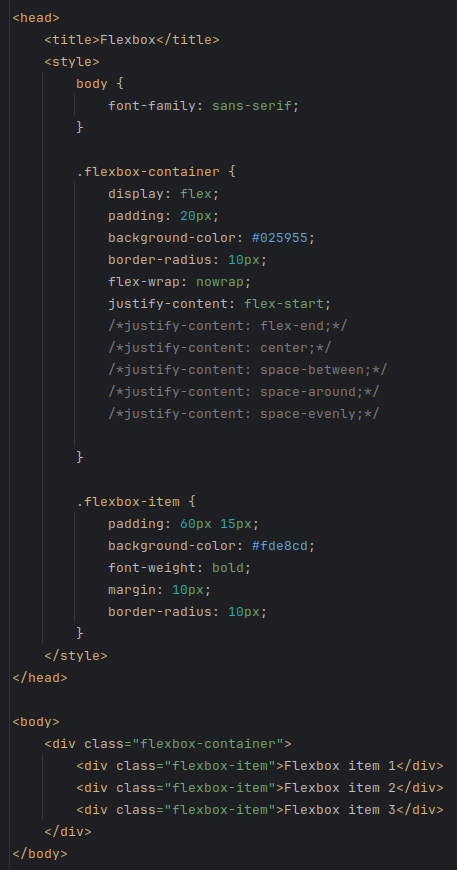 <head>
    <title>Flexbox</title>
    <style>
        body {
            font-family: sans-serif;
        }

        .flexbox-container {
            display: flex;
            padding: 20px;
            background-color: #025955;
            border-radius: 10px;
            flex-wrap: nowrap;
            justify-content: flex-start;
            /*justify-content: flex-end;*/
            /*justify-content: center;*/
            /*justify-content: space-between;*/
            /*justify-content: space-around;*/
            /*justify-content: space-evenly;*/

        }

        .flexbox-item {
            padding: 60px 15px;
            background-color: #fde8cd;
            font-weight: bold;
            margin: 10px;
            border-radius: 10px;
        }
    </style>
</head>

<body>
    <div class="flexbox-container">
        <div class="flexbox-item">Flexbox item 1</div>
        <div class="flexbox-item">Flexbox item 2</div>
        <div class="flexbox-item">Flexbox item 3</div>
    </div>
</body>